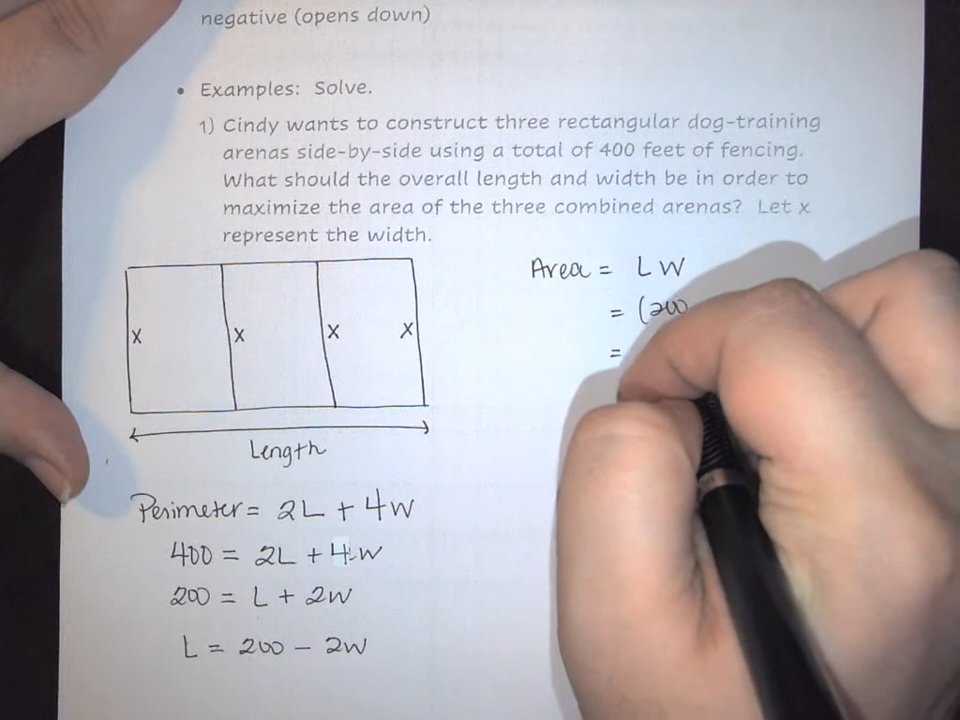 negative (opens down)
• Examples: Solve.
1) Cindy wants to construct three rectangular dog-training
arenas side-by-side using a total of 400 feet of fencing.
What should the overall length and width be in order to
maximize the area of the three combined arenas? Let x
represent the width.
Area = LW
= (200
=
x x x x
Length
Perimeter = 2L + 4W
400 = 2L + 4W
200 = L + 2W
L = 200 - 2W